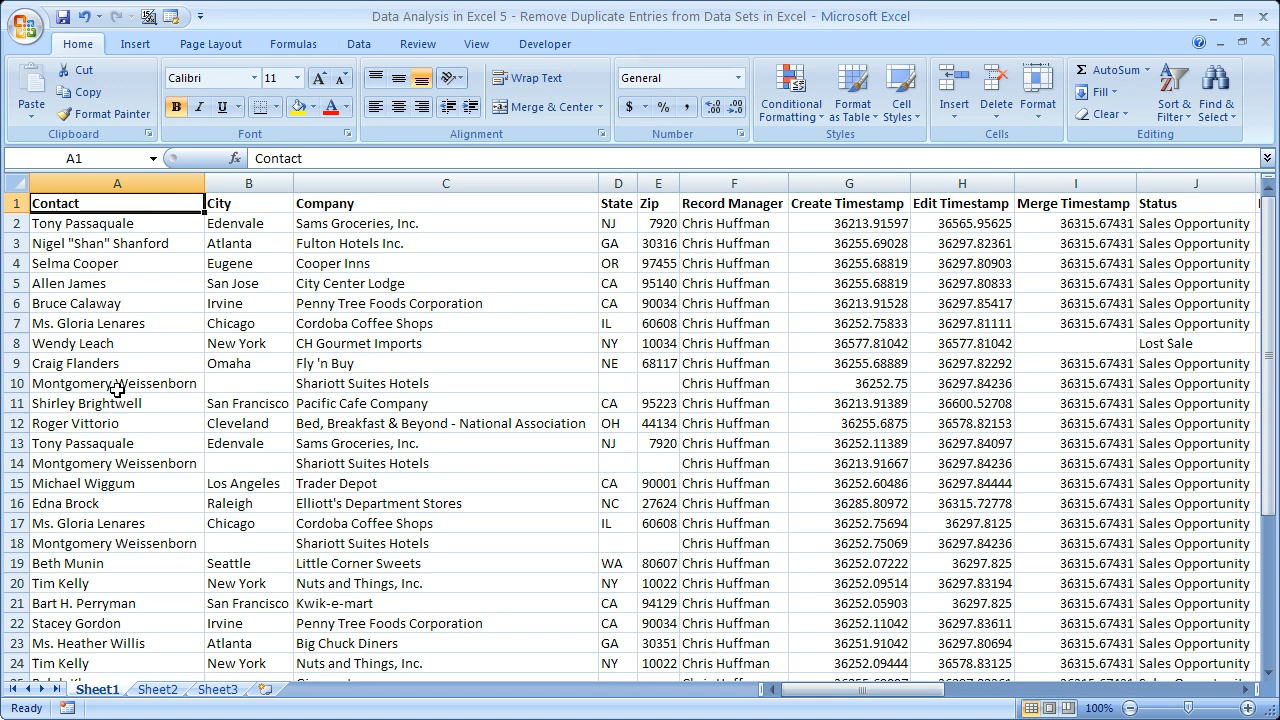 Data Analysis in Excel 5 - Remove Duplicate Entries from Datasets in Excel - Microsoft Excel
Home Insert Page Layout Formulas Data Review View Developer
Paste Cut Copy Format Painter Clipboard
Calibri 11 B I U A Font
Wrap Text Merge & Center Alignment
General $ % , Number
Conditional Formatting Format as Table Cell Styles Styles
Insert Delete Format Cells
Σ AutoSum Fill Clear Sort & Filter Find & Select Editing
A1 fx Contact
A B C D E F G H I J
1 Contact City Company State Zip Record Manager Create Timestamp Edit Timestamp Merge Timestamp Status
2 Tony Passaquale Edenvale Sams Groceries, Inc. NJ 7920 Chris Huffman 36213.91597 36565.95625 36315.67431 Sales Opportunity
3 Nigel "Shan" Shanford Atlanta Fulton Hotels Inc. GA 30316 Chris Huffman 36255.69028 36297.82361 36315.67431 Sales Opportunity
4 Selma Cooper Eugene Cooper Inns OR 97455 Chris Huffman 36255.68819 36297.80903 36315.67431 Sales Opportunity
5 Allen James San Jose City Center Lodge CA 95140 Chris Huffman 36255.68819 36297.80833 36315.67431 Sales Opportunity
6 Bruce Calaway Irvine Penny Tree Foods Corporation CA 90034 Chris Huffman 36213.91528 36297.85417 36315.67431 Sales Opportunity
7 Ms. Gloria Lenares Chicago Cordoba Coffee Shops IL 60608 Chris Huffman 36252.75833 36297.81111 36315.67431 Sales Opportunity
8 Wendy Leach New York CH Gourmet Imports NY 10034 Chris Huffman 36577.81042 36577.81042 Lost Sale
9 Craig Flanders Omaha Fly 'n Buy NE 68117 Chris Huffman 36255.68889 36297.82292 36315.67431 Sales Opportunity
10 Montgomery Weissenborn Shariott Suites Hotels Chris Huffman 36252.75 36297.84236 36315.67431 Sales Opportunity
11 Shirley Brightwell San Francisco Pacific Cafe Company CA 95223 Chris Huffman 36213.91389 36600.52708 36315.67431 Sales Opportunity
12 Roger Vittorio Cleveland Bed, Breakfast & Beyond - National Association OH 44134 Chris Huffman 36255.6875 36578.82153 36315.67431 Sales Opportunity
13 Tony Passaquale Edenvale Sams Groceries, Inc. NJ 7920 Chris Huffman 36252.11389 36297.84097 36315.67431 Sales Opportunity
14 Montgomery Weissenborn Shariott Suites Hotels Chris Huffman 36213.91667 36297.84236 36315.67431 Sales Opportunity
15 Michael Wiggum Los Angeles Trader Depot CA 90001 Chris Huffman 36252.60486 36297.84444 36315.67431 Sales Opportunity
16 Edna Brock Raleigh Elliott's Department Stores NC 27624 Chris Huffman 36285.80972 36315.72778 36315.67431 Sales Opportunity
17 Ms. Gloria Lenares Chicago Cordoba Coffee Shops IL 60608 Chris Huffman 36252.75694 36297.8125 36315.67431 Sales Opportunity
18 Montgomery Weissenborn Shariott Suites Hotels Chris Huffman 36252.75069 36297.84236 36315.67431 Sales Opportunity
19 Beth Munin Seattle Little Corner Sweets WA 80607 Chris Huffman 36252.07222 36297.825 36315.67431 Sales Opportunity
20 Tim Kelly New York Nuts and Things, Inc. NY 10022 Chris Huffman 36252.09514 36297.83194 36315.67431 Sales Opportunity
21 Bart H. Perryman San Francisco Kwik-e-mart CA 94129 Chris Huffman 36252.05903 36297.825 36315.67431 Sales Opportunity
22 Stacey Gordon Irvine Penny Tree Foods Corporation CA 90034 Chris Huffman 36252.11042 36297.83611 36315.67431 Sales Opportunity
23 Ms. Heather Willis Atlanta Big Chuck Diners GA 30351 Chris Huffman 36251.91042 36297.80694 36315.67431 Sales Opportunity
24 Tim Kelly New York Nuts and Things, Inc. NY 10022 Chris Huffman 36252.09444 36578.83125 36315.67431 Sales Opportunity
Sheet1 Sheet2 Sheet3
Ready 100%